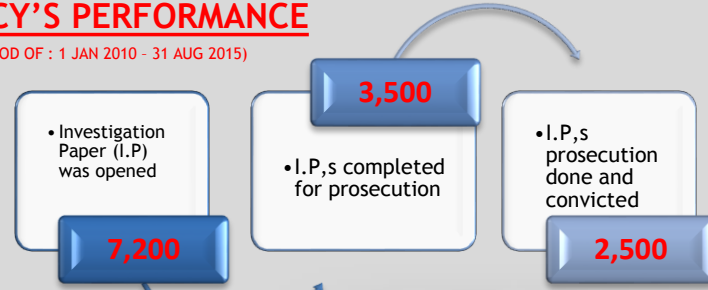 CY'S PERFORMANCE
OD OF : 1 JAN 2010 – 31 AUG 2015)
• Investigation
Paper (I.P)
was opened
7,200
3,500
•I.P,s completed
for prosecution
•I.P,s
prosecution
done and
convicted
2,500